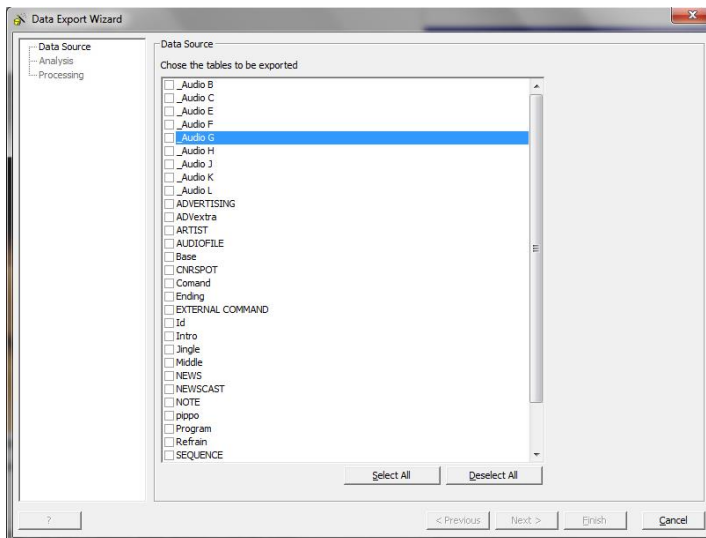 Data Export Wizard
Data Source
Analysis
Processing
Data Source
Chose the tables to be exported
_Audio B
_Audio C
_Audio E
_Audio F
_Audio G
_Audio H
_Audio J
_Audio K
_Audio L
ADVERTISING
ADVextra
ARTIST
AUDIOFILE
Base
CNRSPOT
Comand
Ending
EXTERNAL COMMAND
Id
Intro
Jingle
Middle
NEWS
NEWSCAST
NOTE
pippo
Program
Refrain
SEQUENCE
Select All Deselect All
? < Previous Next > Finish Cancel